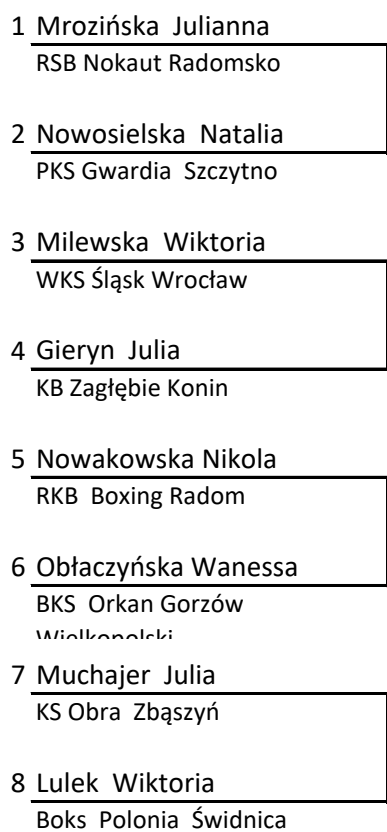 1 Mrozińska Julianna
RSB Nokaut Radomsko
2 Nowosielska Natalia
PKS Gwardia Szczytno
3 Milewska Wiktoria
WKS Śląsk Wrocław
4 Gieryn Julia
KB Zagłębie Konin
5 Nowakowska Nikola
RKB Boxing Radom
6 Obłaczyńska Wanessa
BKS Orkan Gorzów
Wielkopolski
7 Muchajer Julia
KS Obra Zbąszyń
8 Lulek Wiktoria
Boks Polonia Świdnica